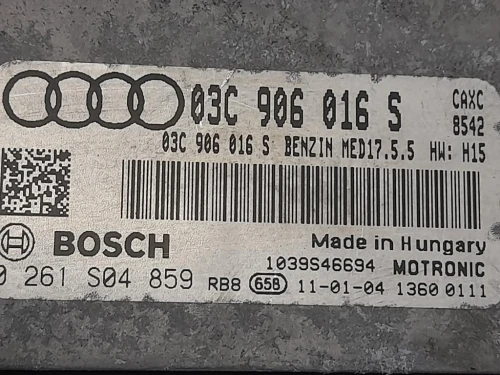 03C 906 016 S CAXC
8542
03C 906 016 S BENZIN MED17.5.5 HW: H15
BOSCH
Made in Hungary
1039S46694 MOTRONIC
0 261 S04 859 RB8 658 11-01-04 1360 0111